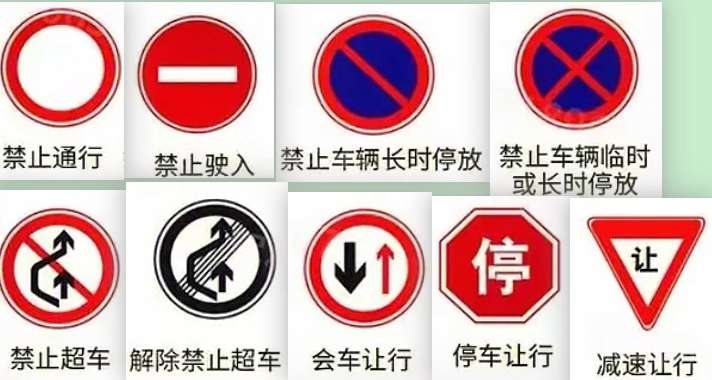 禁止通行
禁止驶入
禁止车辆长时停放
禁止车辆临时
或长时停放
停
让
禁止超车
解除禁止超车
会车让行
停车让行
减速让行